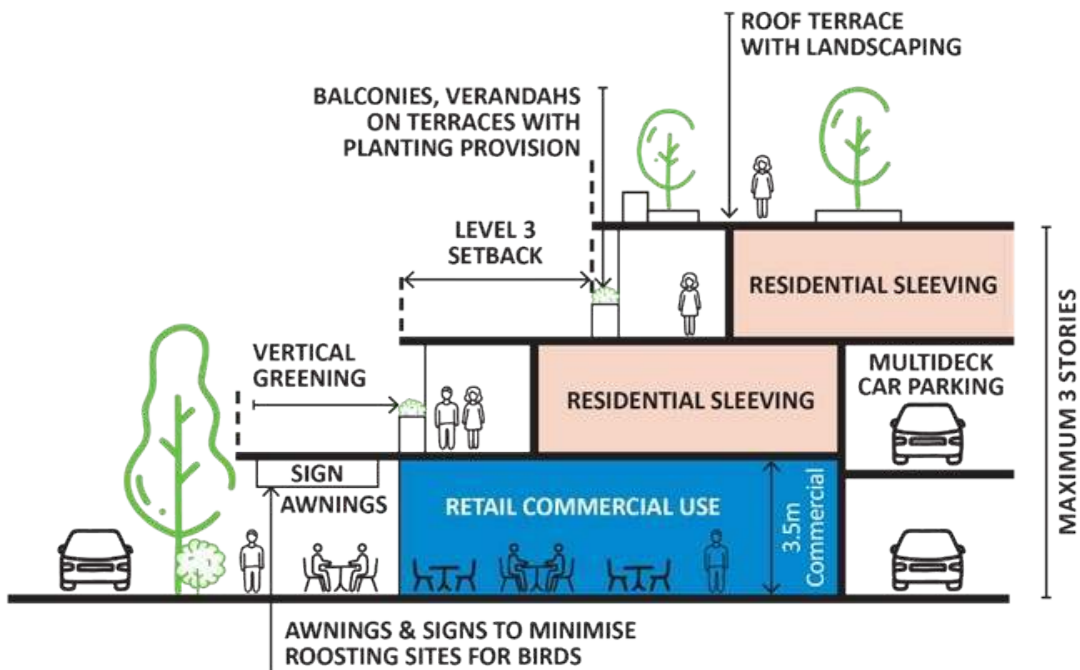 ROOF TERRACE
WITH LANDSCAPING
BALCONIES, VERANDAHS
ON TERRACES WITH
PLANTING PROVISION
LEVEL 3
SETBACK
RESIDENTIAL SLEEVING
VERTICAL
GREENING
RESIDENTIAL SLEEVING
MULTIDECK
CAR PARKING
MAXIMUM 3 STORIES
SIGN
AWNINGS
RETAIL COMMERCIAL USE
3.5m
Commercial
AWNINGS & SIGNS TO MINIMISE
ROOSTING SITES FOR BIRDS